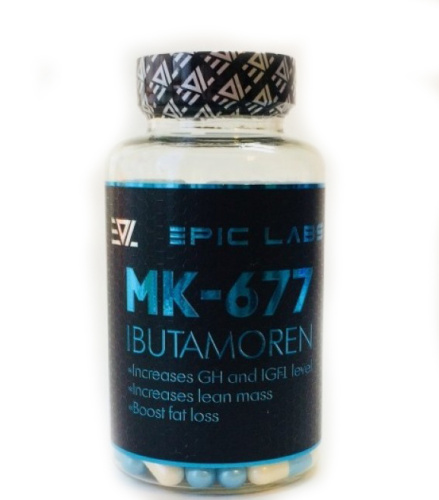 EPIC LABS
MK-677
IBUTAMOREN
•Increases GH and IGF1 level
•Increases lean mass
•Boost fat loss